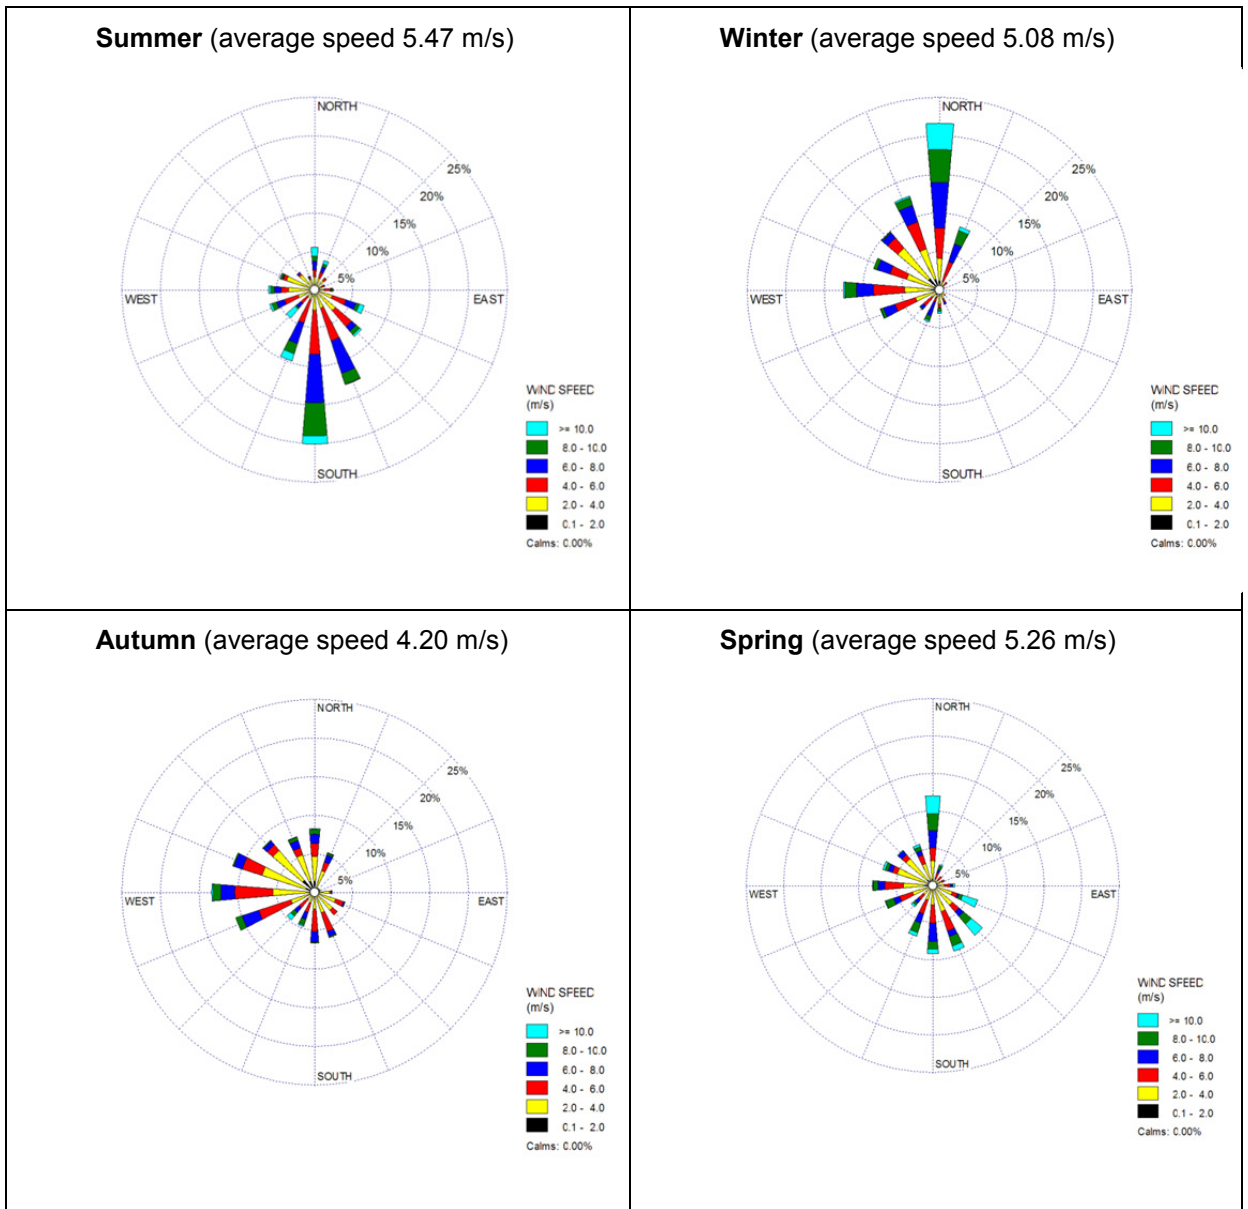 Summer (average speed 5.47 m/s)
NORTH
25%
20%
15%
10%
5%
WEST
EAST
SOUTH
WIND SPEED
(m/s)
>= 10.0
8.0 - 10.0
6.0 - 8.0
4.0 - 6.0
2.0 - 4.0
0.1 - 2.0
Calms: 0.00%
Winter (average speed 5.08 m/s)
NORTH
25%
20%
15%
10%
5%
WEST
EAST
SOUTH
WIND SPEED
(m/s)
>= 10.0
8.0 - 10.0
6.0 - 8.0
4.0 - 6.0
2.0 - 4.0
0.1 - 2.0
Calms: 0.00%
Autumn (average speed 4.20 m/s)
NORTH
25%
20%
15%
10%
5%
WEST
EAST
SOUTH
WIND SPEED
(m/s)
>= 10.0
8.0 - 10.0
6.0 - 8.0
4.0 - 6.0
2.0 - 4.0
0.1 - 2.0
Calms: 0.00%
Spring (average speed 5.26 m/s)
NORTH
25%
20%
15%
10%
5%
WEST
EAST
SOUTH
WIND SPEED
(m/s)
>= 10.0
8.0 - 10.0
6.0 - 8.0
4.0 - 6.0
2.0 - 4.0
0.1 - 2.0
Calms: 0.00%